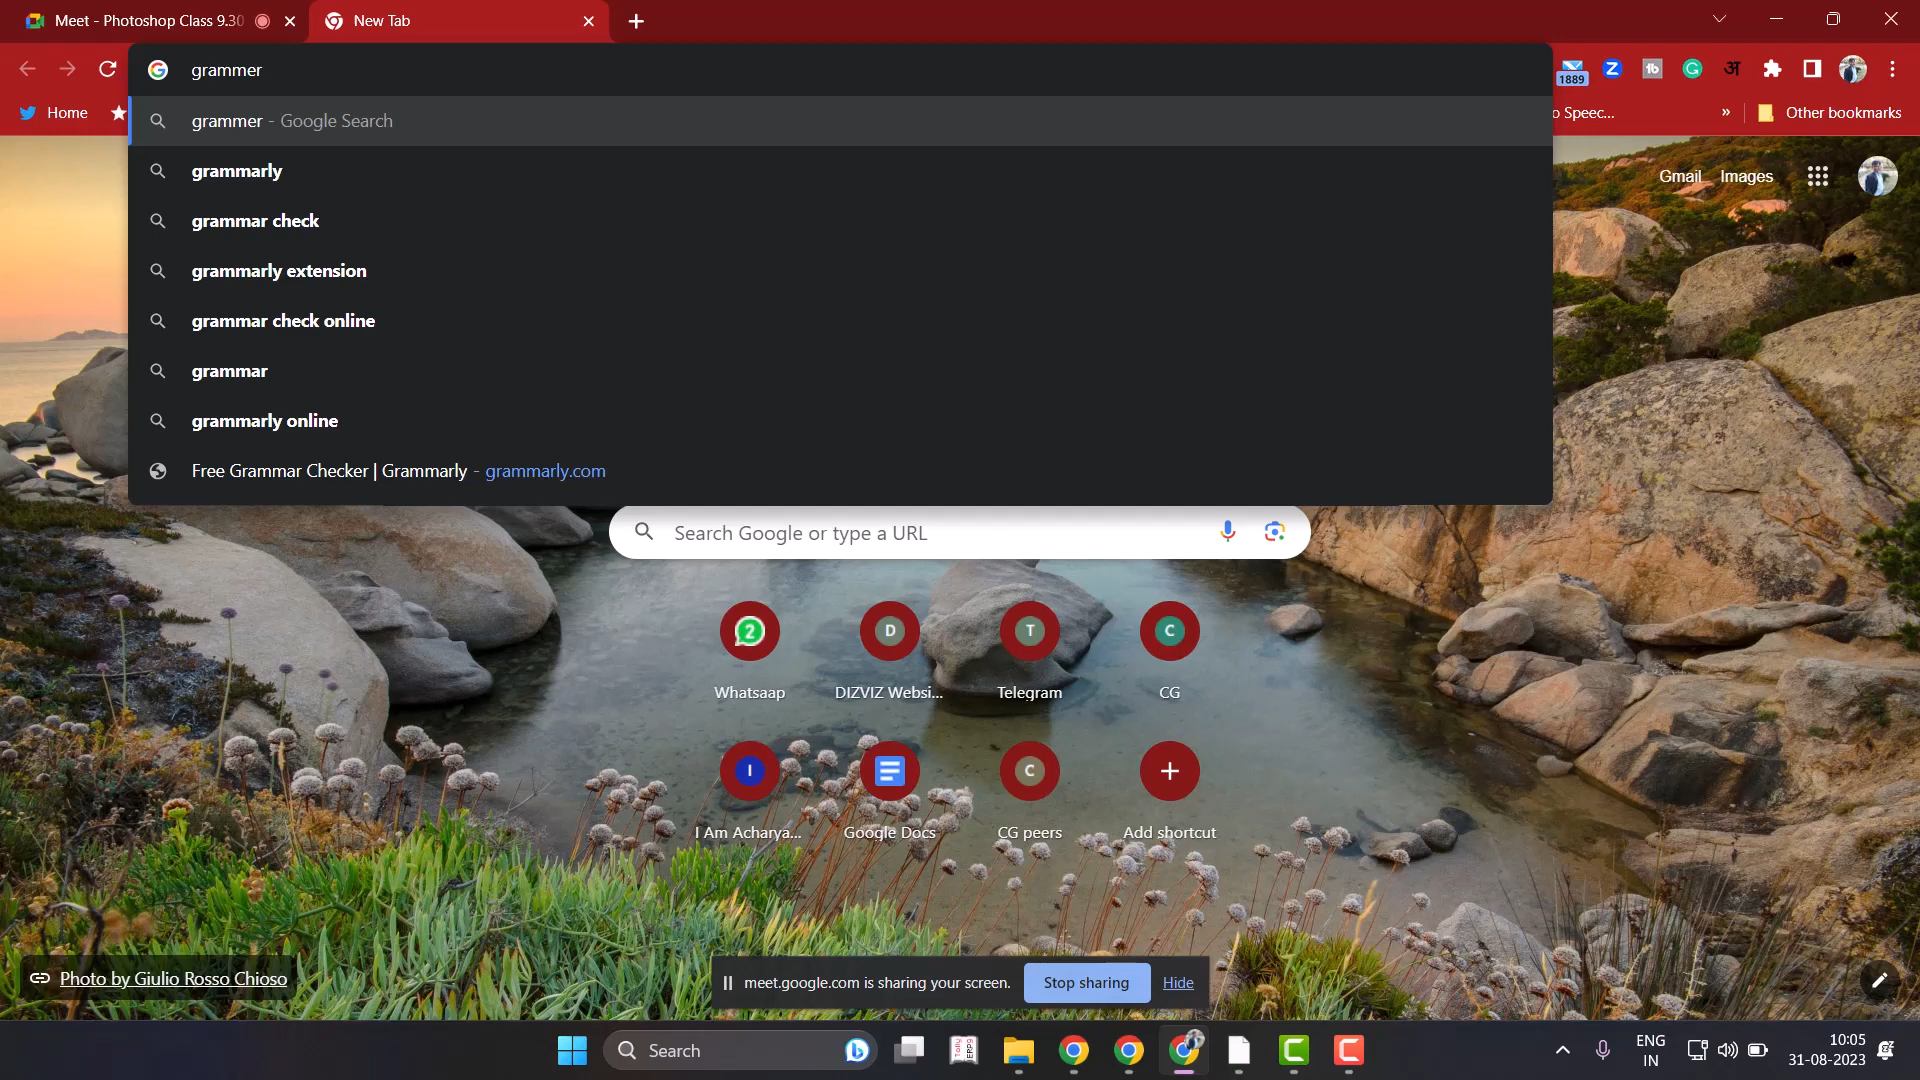 Meet - Photoshop Class 9.30
New Tab
grammer
1889
Home
o Speec...
»
Other bookmarks
grammer - Google Search
grammarly
grammar check
grammarly extension
grammar check online
grammar
grammarly online
Free Grammar Checker | Grammarly - grammarly.com
Gmail Images
Search Google or type a URL
2 D T C
Whatsaap DIZVIZ Websi... Telegram CG
I C
I Am Acharya... Google Docs CG peers Add shortcut
Photo by Giulio Rosso Chioso
meet.google.com is sharing your screen. Stop sharing Hide
Search
Tally ERP9
ENG
IN
10:05
31-08-2023